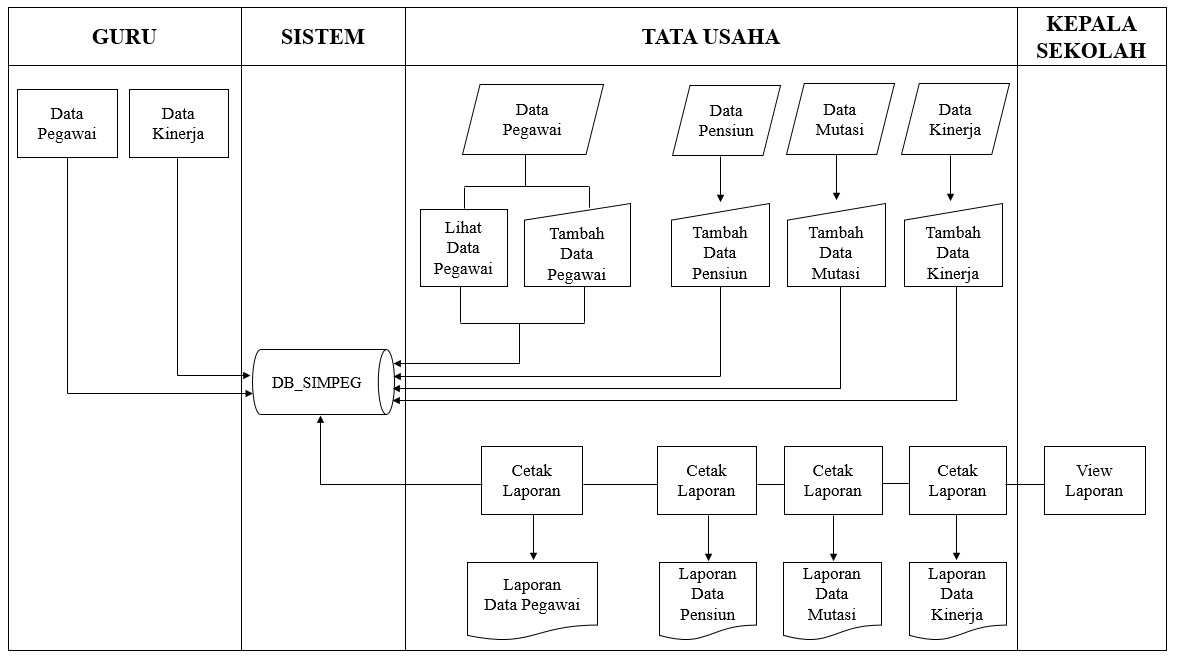 GURU
SISTEM
TATA USAHA
KEPALA
SEKOLAH
Data
Pegawai
Data
Kinerja
Data
Pegawai
Data
Pensiun
Data
Mutasi
Data
Kinerja
Lihat
Data
Pegawai
Tambah
Data
Pegawai
Tambah
Data
Pensiun
Tambah
Data
Mutasi
Tambah
Data
Kinerja
DB_SIMPEG
Cetak
Laporan
Cetak
Laporan
Cetak
Laporan
Cetak
Laporan
View
Laporan
Laporan
Data Pegawai
Laporan
Data
Pensiun
Laporan
Data
Mutasi
Laporan
Data
Kinerja